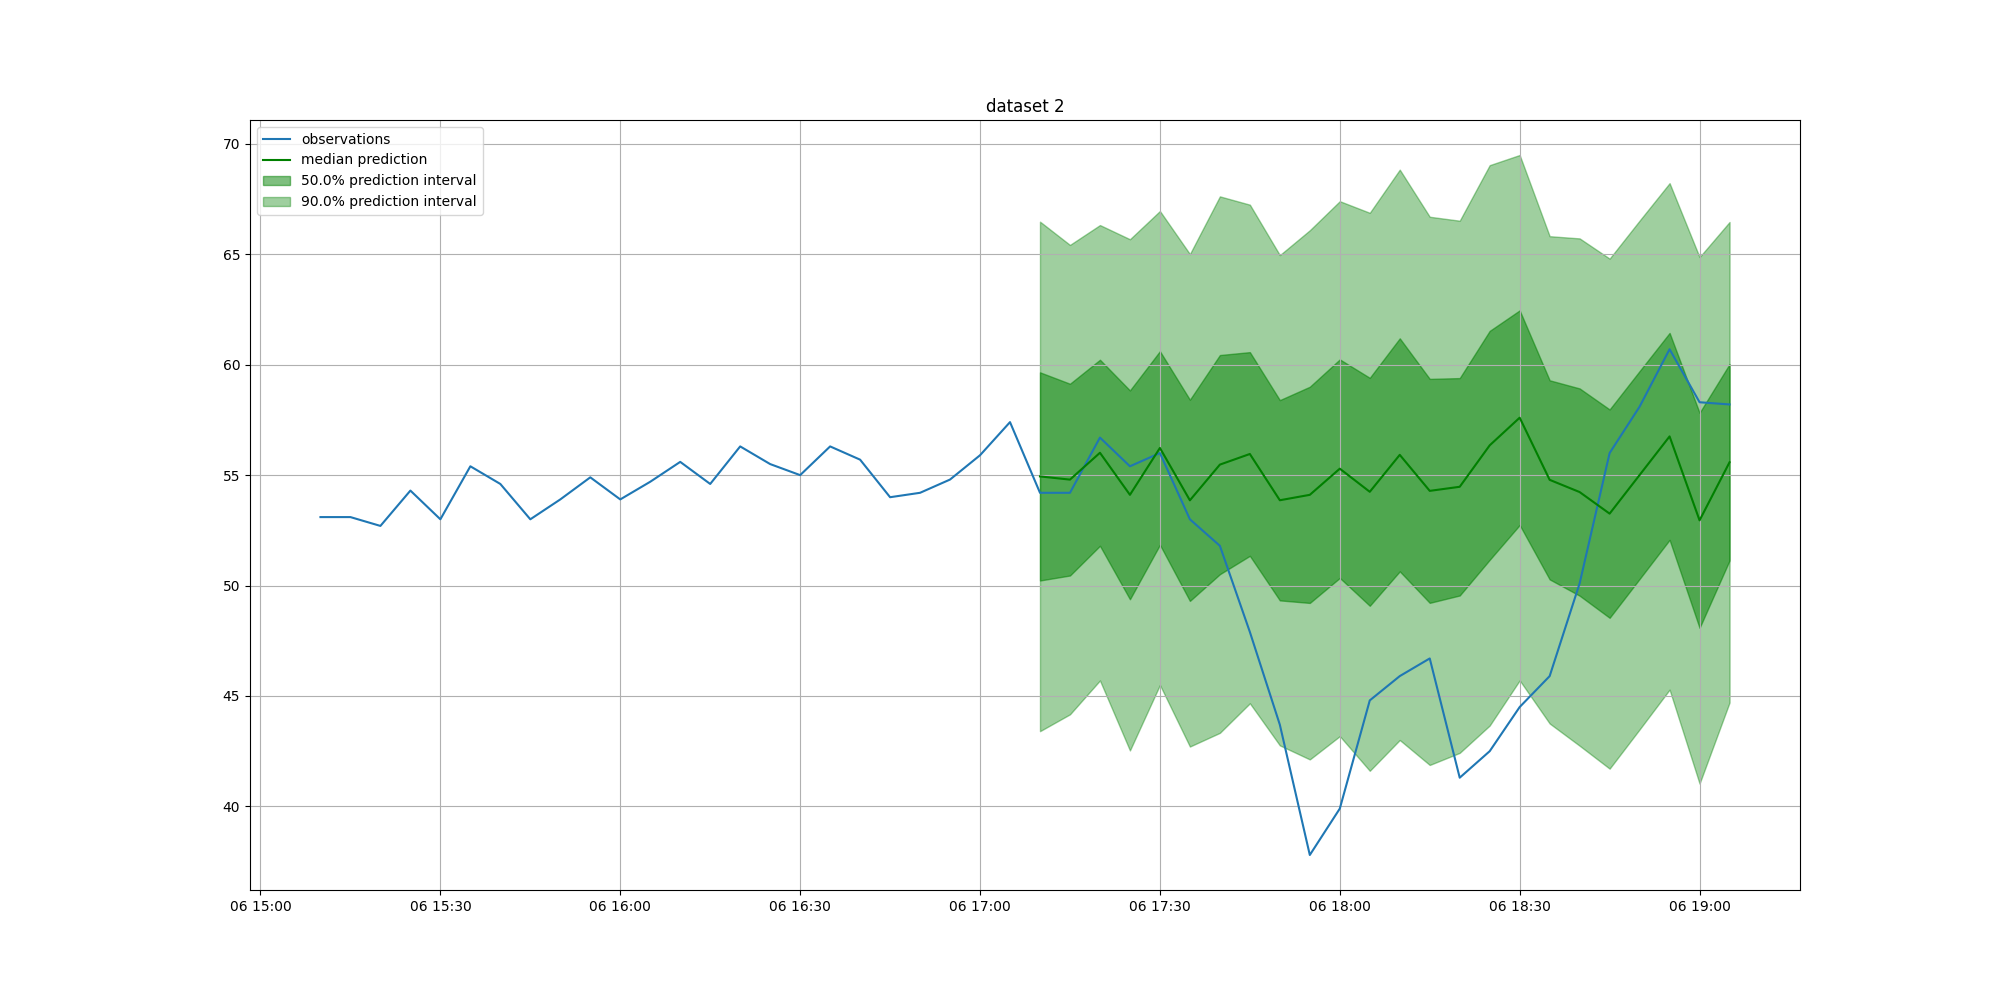 dataset 2
observations
median prediction
50.0% prediction interval
90.0% prediction interval
70
65
60
55
50
45
40
06 15:00 06 15:30 06 16:00 06 16:30 06 17:00 06 17:30 06 18:00 06 18:30 06 19:00